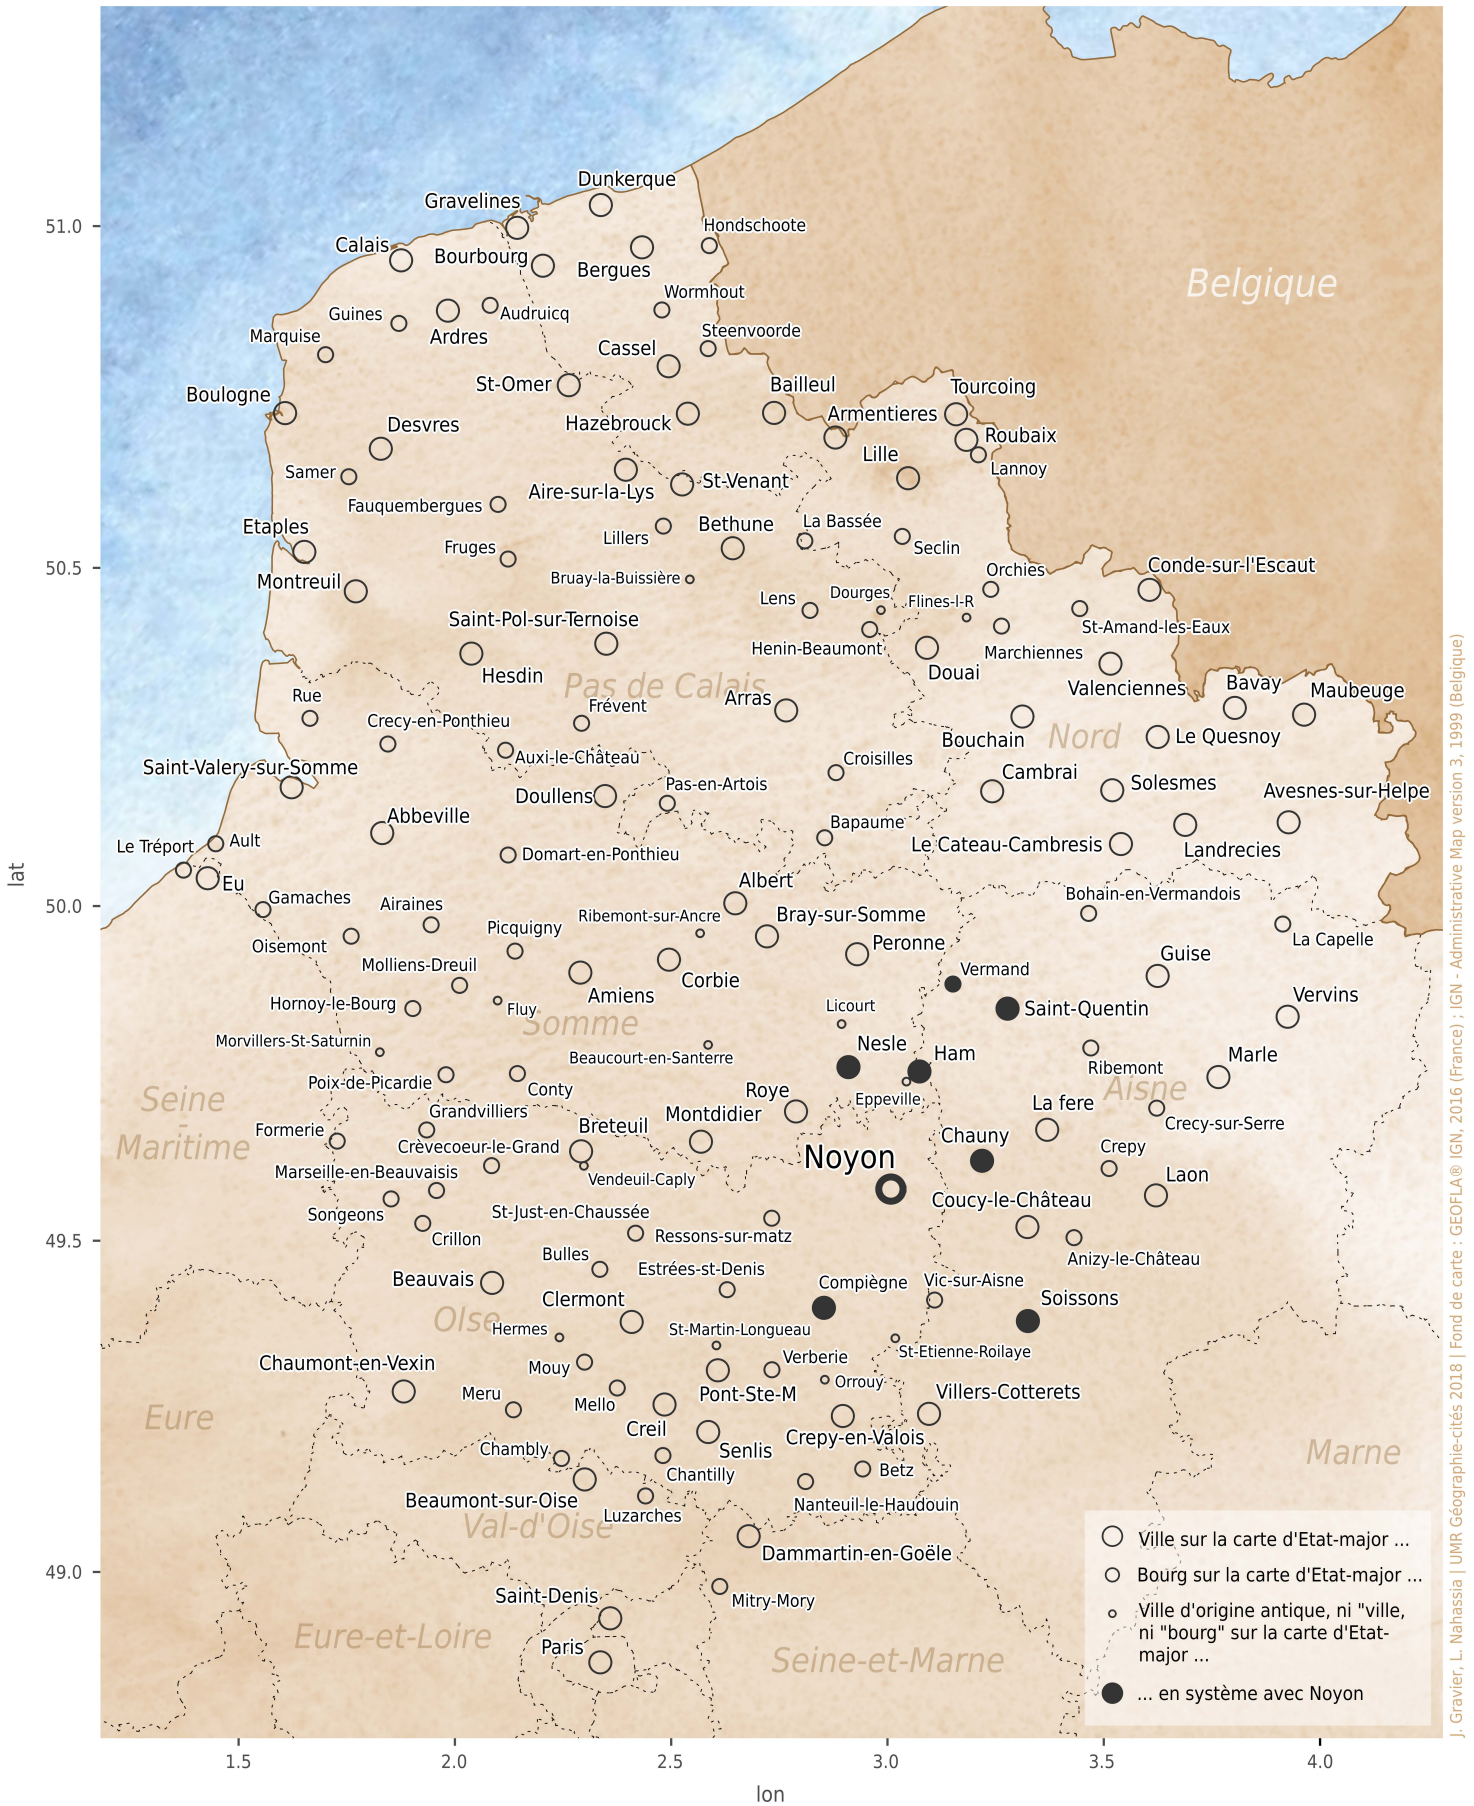 Dunkerque
Gravelines
Hondschoote
Calais
Bourbourg
Bergues
Belgique
Wormhout
Guines
Audruicq
Ardres
Steenvoorde
Marquise
Cassel
St-Omer
Bailleul
Tourcoing
Boulogne
Hazebrouck
Armentieres
Desvres
Roubaix
Lille
Lannoy
Samer
Aire-sur-la-Lys
St-Venant
Fauquembergues
Etaples
Bethune
La Bassée
Lillers
Seclin
Fruges
Conde-sur-l'Escaut
Orchies
Montreuil
Bruay-la-Buissière
Lens
Dourges
Flines-l-R
Saint-Pol-sur-Ternoise
St-Amand-les-Eaux
Henin-Beaumont
Marchiennes
Hesdin
Douai
Pas de Calais
Valenciennes
Bavay
Maubeuge
Rue
Arras
Frévent
Crecy-en-Ponthieu
Bouchain
Nord
Le Quesnoy
Auxi-le-Château
Croisilles
Saint-Valery-sur-Somme
Cambrai
Pas-en-Artois
Solesmes
Doullens
Avesnes-sur-Helpe
Abbeville
Bapaume
Le Tréport
Ault
Le Cateau-Cambresis
Landrecies
Domart-en-Ponthieu
Eu
Albert
Gamaches
Bohain-en-Vermandois
Airaines
Ribemont-sur-Ancre
Bray-sur-Somme
Picquigny
Oisemont
Peronne
La Capelle
Molliens-Dreuil
Guise
Vermand
Corbie
Amiens
Vervins
Hornoy-le-Bourg
Fluy
Licourt
Saint-Quentin
Somme
Morvillers-St-Saturnin
Nesle
Ham
Beaucourt-en-Santerre
Marle
Ribemont
Poix-de-Picardie
Conty
Roye
Aisne
Seine
-
Maritime
Eppeville
La fere
Grandvilliers
Montdidier
Crecy-sur-Serre
Formerie
Breteuil
Chauny
Crèvecoeur-le-Grand
Crepy
Noyon
Marseille-en-Beauvaisis
Vendeuil-Caply
Laon
Coucy-le-Château
Songeons
St-Just-en-Chaussée
Crillon
Ressons-sur-matz
Bulles
Anizy-le-Château
Estrées-st-Denis
Beauvais
Compiègne
Vic-sur-Aisne
Clermont
Soissons
Oise
Hermes
St-Martin-Longueau
St-Etienne-Roilaye
Chaumont-en-Vexin
Verberie
Mouy
Orrouy
Meru
Pont-Ste-M
Villers-Cotterets
Mello
Eure
Creil
Crepy-en-Valois
Chambly
Senlis
Marne
Chantilly
Betz
Beaumont-sur-Oise
Luzarches
Nanteuil-le-Haudouin
Val-d'Oise
Dammartin-en-Goële
Saint-Denis
Mitry-Mory
Eure-et-Loire
Paris
Seine-et-Marne
Ville sur la carte d'Etat-major ...
Bourg sur la carte d'Etat-major ...
Ville d'origine antique, ni "ville,
ni "bourg" sur la carte d'Etat-
major ...
... en système avec Noyon
51.0
50.5
50.0
49.5
49.0
lat
1.5
2.0
2.5
3.0
3.5
4.0
lon
J. Gravier, L. Nahassia | UMR Géographie-cités 2018 | Fond de carte : GEOFLA® IGN, 2016 (France) ; IGN - Administrative Map version 3, 1999 (Belgique)